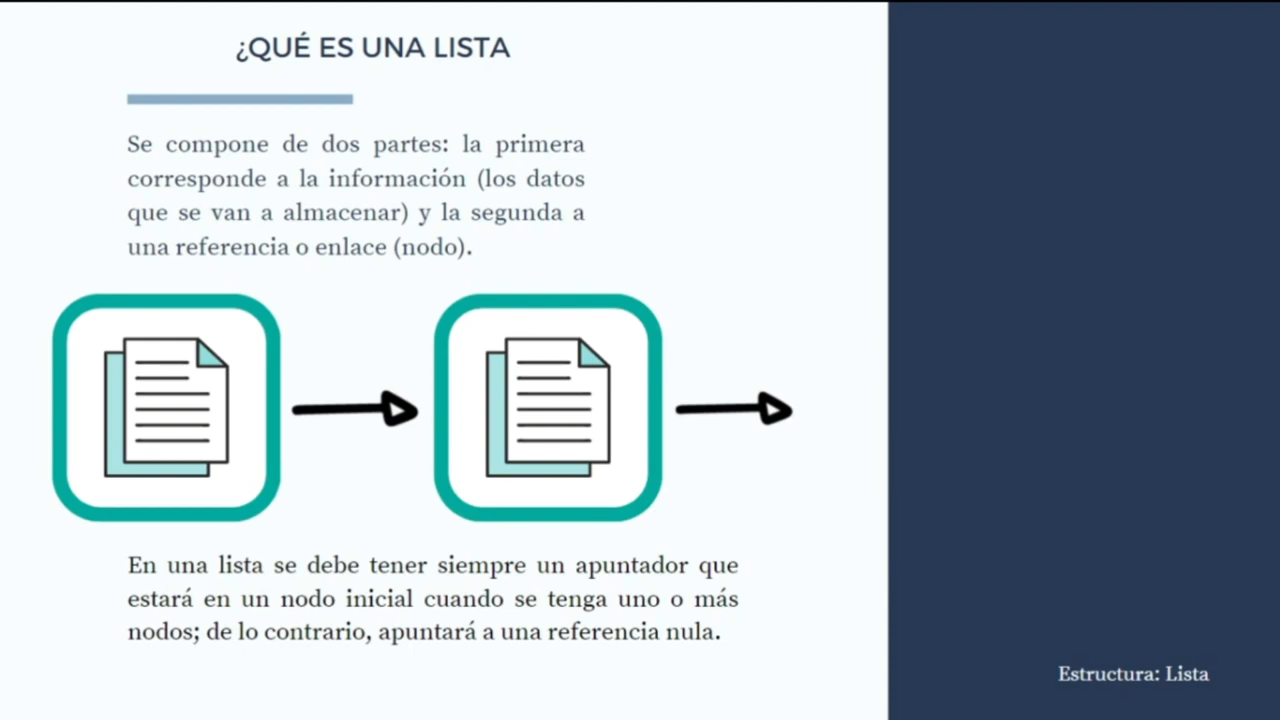 ¿QUÉ ES UNA LISTA
Se compone de dos partes: la primera
corresponde a la información (los datos
que se van a almacenar) y la segunda a
una referencia o enlace (nodo).
En una lista se debe tener siempre un apuntador que
estará en un nodo inicial cuando se tenga uno o más
nodos; de lo contrario, apuntará a una referencia nula.
Estructura: Lista